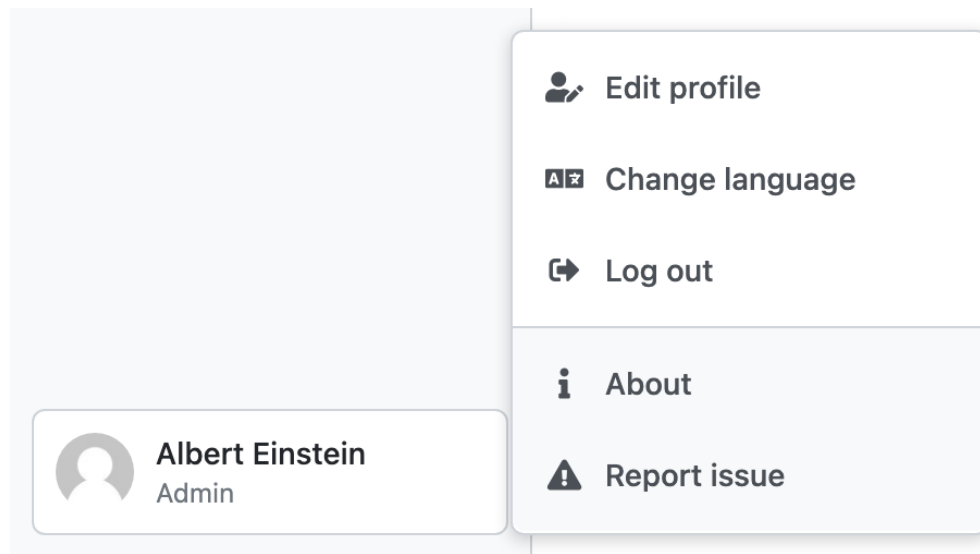 Edit profile
Change language
Log out
About
Report issue
Albert Einstein
Admin